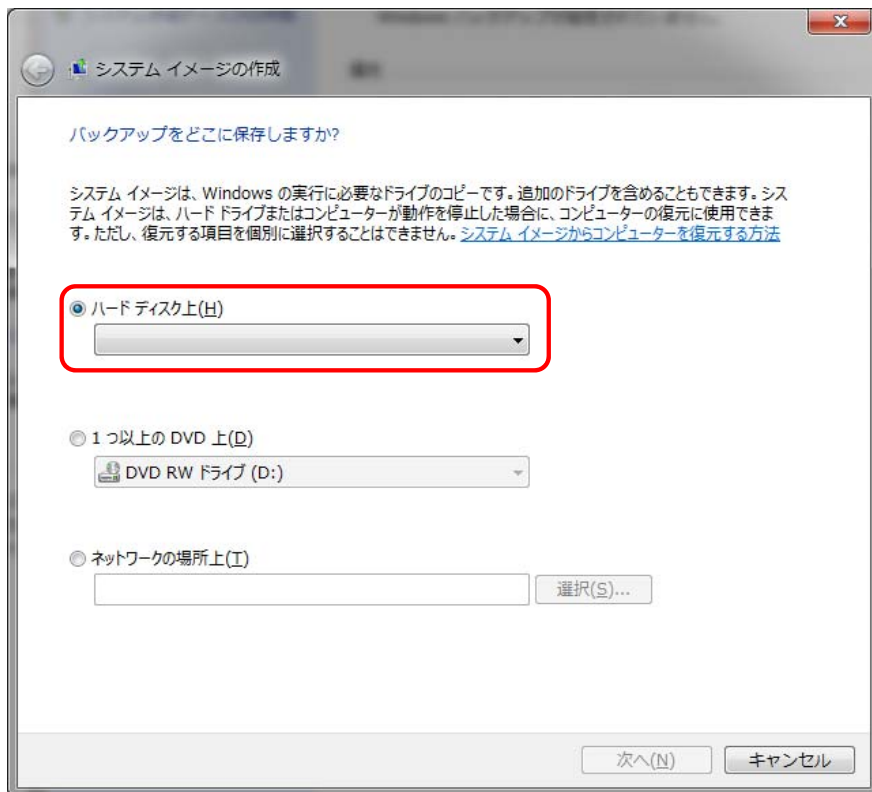 システム イメージの作成
バックアップをどこに保存しますか?
システム イメージは、Windows の実行に必要なドライブのコピーです。追加のドライブを含めることもできます。シス
テム イメージは、ハード ドライブまたはコンピューターが動作を停止した場合に、コンピューターの復元に使用できま
す。ただし、復元する項目を個別に選択することはできません。システム イメージからコンピューターを復元する方法
ハード ディスク上(H)
1 つ以上の DVD 上(D)
DVD RW ドライブ (D:)
ネットワークの場所上(T)
選択(S)...
次へ(N)
キャンセル